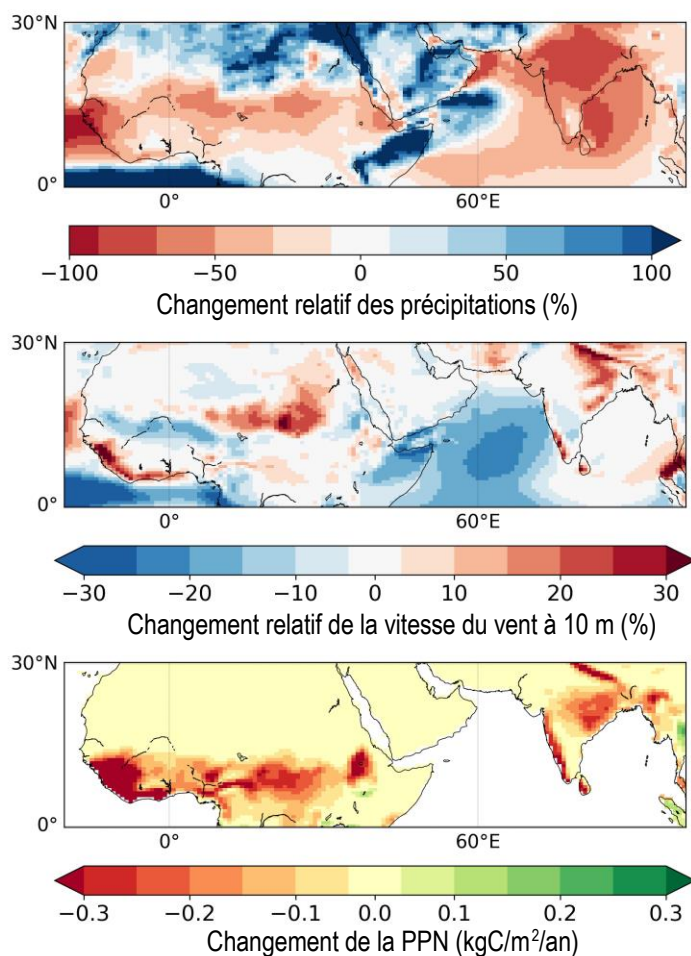 30°N
0°
0°
60°E
−100
−50
0
50
100
Changement relatif des précipitations (%)
30°N
0°
0°
60°E
−30
−20
−10
0
10
20
30
Changement relatif de la vitesse du vent à 10 m (%)
30°N
0°
0°
60°E
−0.3
−0.2
−0.1
0.0
0.1
0.2
0.3
Changement de la PPN (kgC/m²/an)